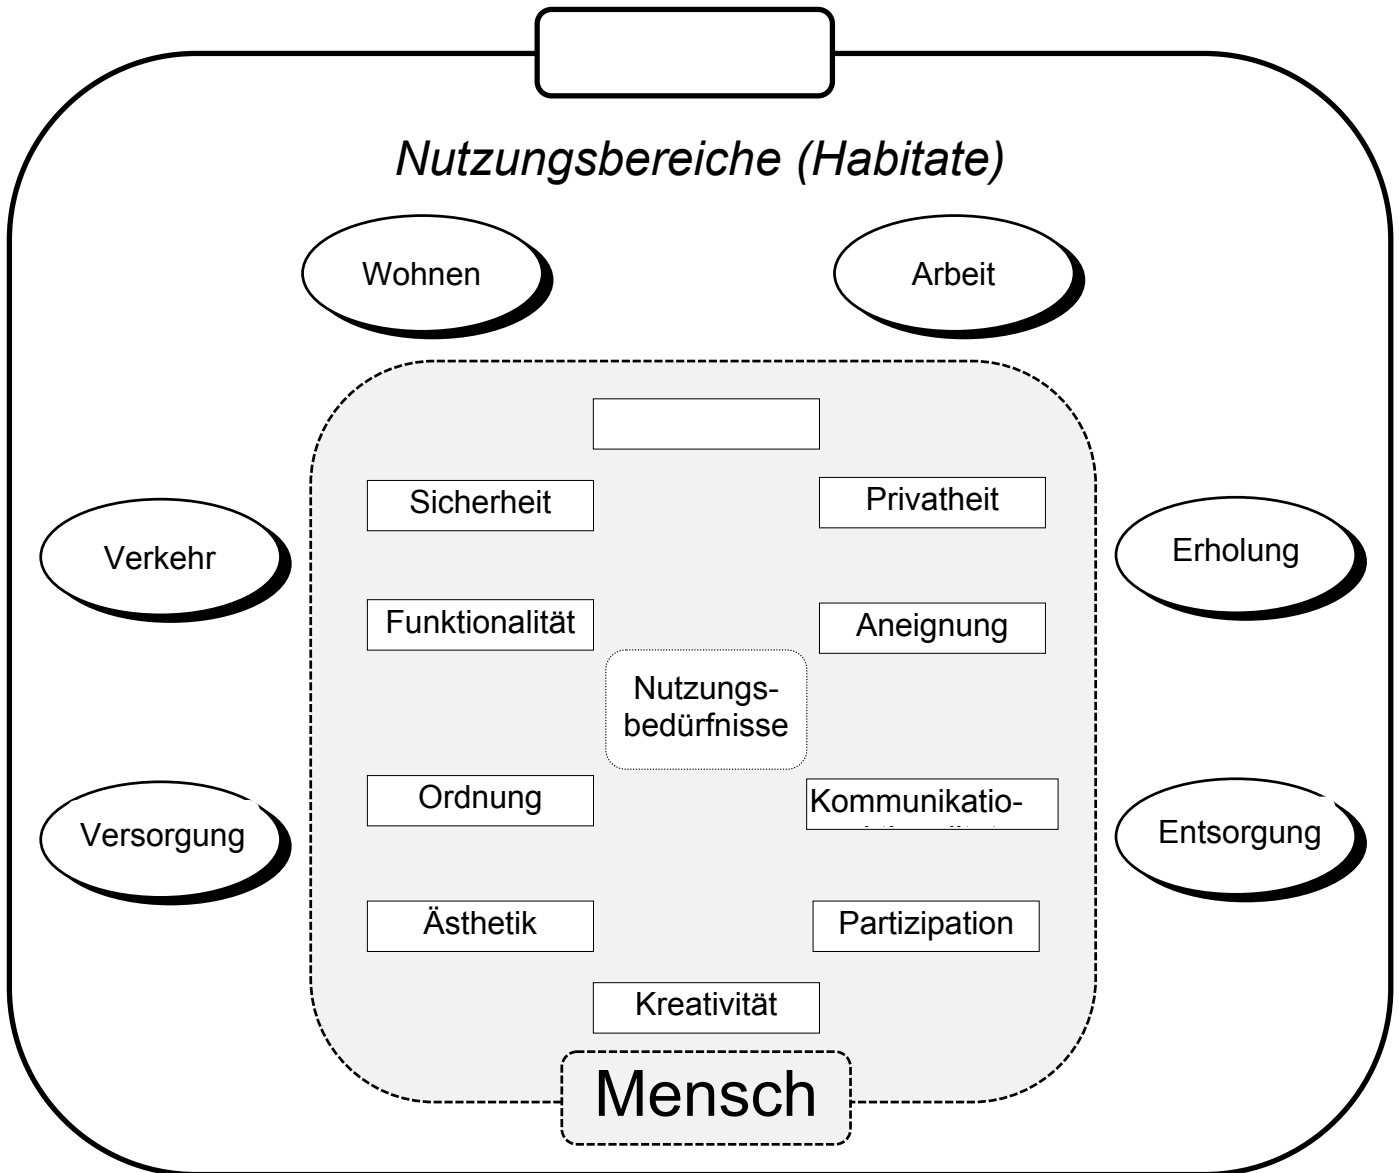 Nutzungsbereiche (Habitate)
Wohnen
Arbeit
Sicherheit
Privatheit
Verkehr
Erholung
Funktionalität
Aneignung
Nutzungs-
bedürfnisse
Ordnung
Kommunikatio-
Versorgung
Entsorgung
Ästhetik
Partizipation
Kreativität
Mensch